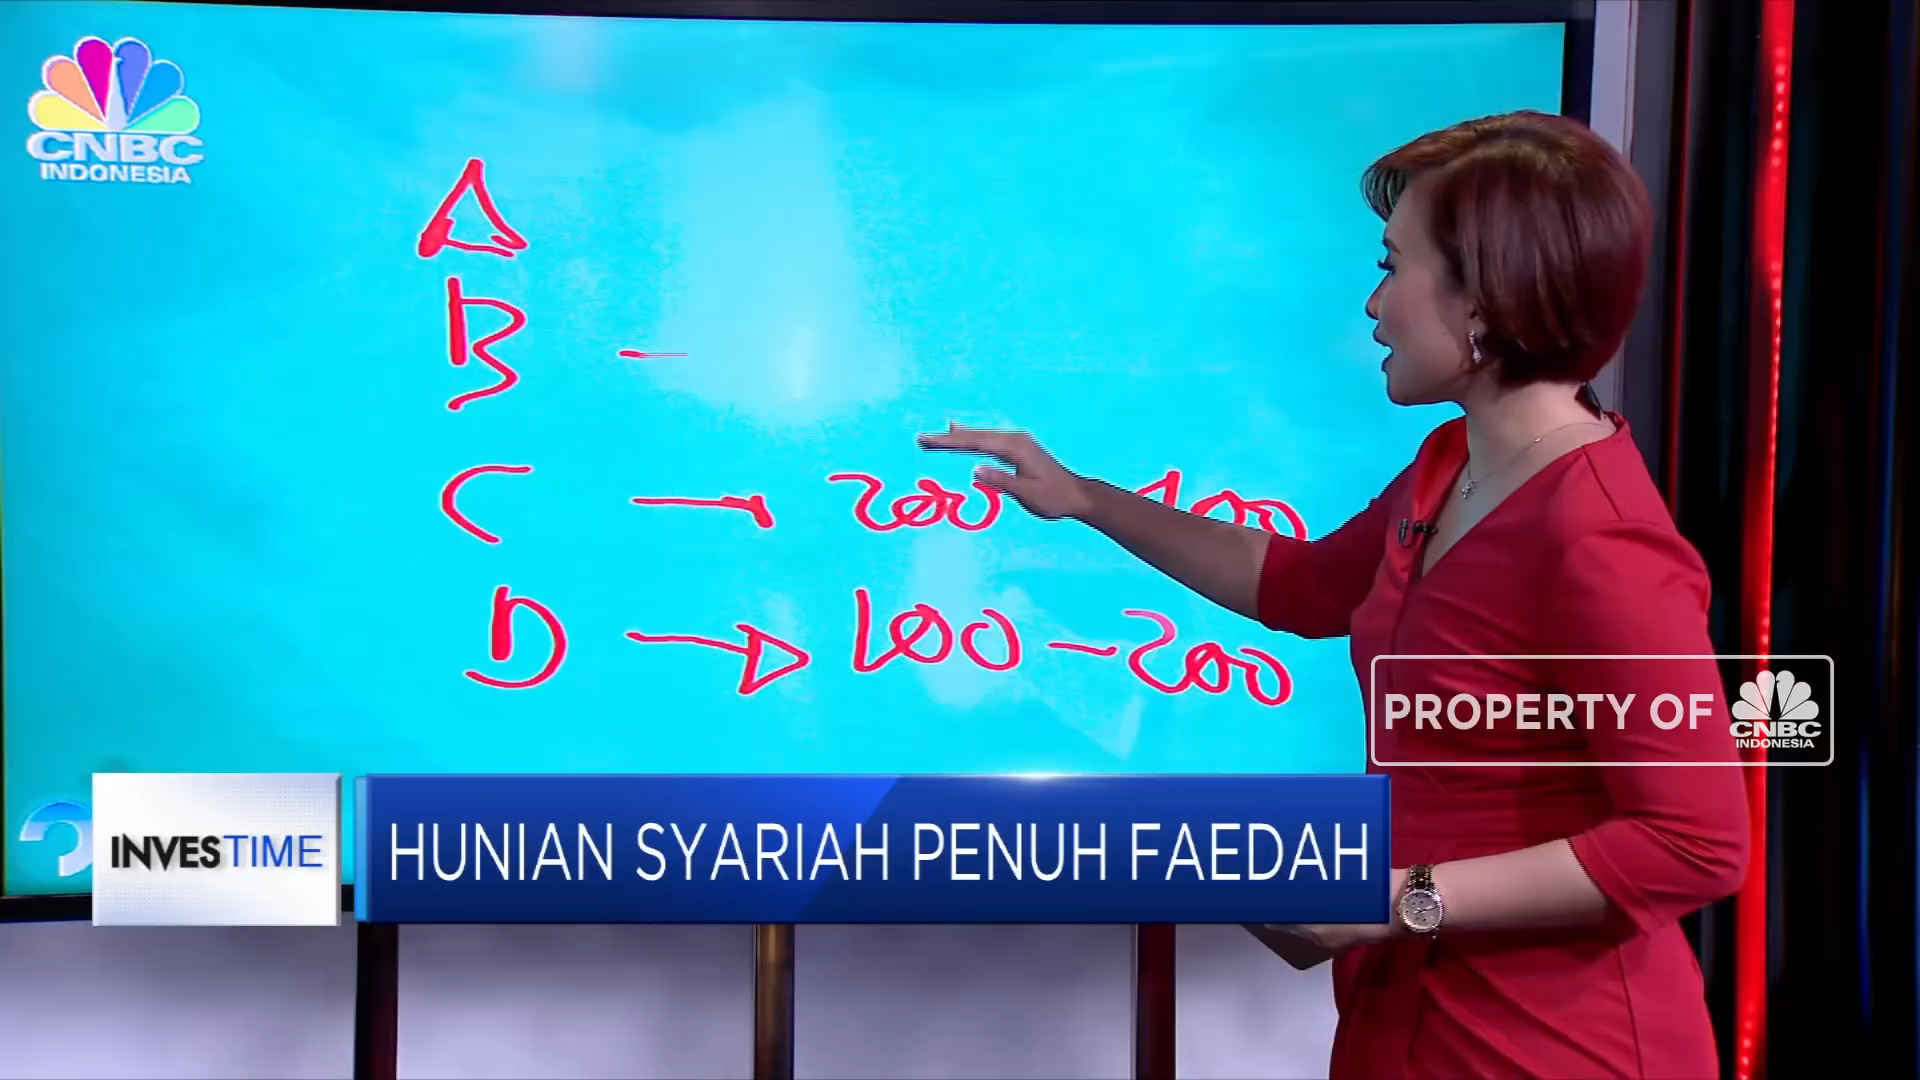 CNBC
INDONESIA
A
B -
C → 200
D → 100 - 200
PROPERTY OF CNBC INDONESIA
INVESTIME
HUNIAN SYARIAH PENUH FAEDAH